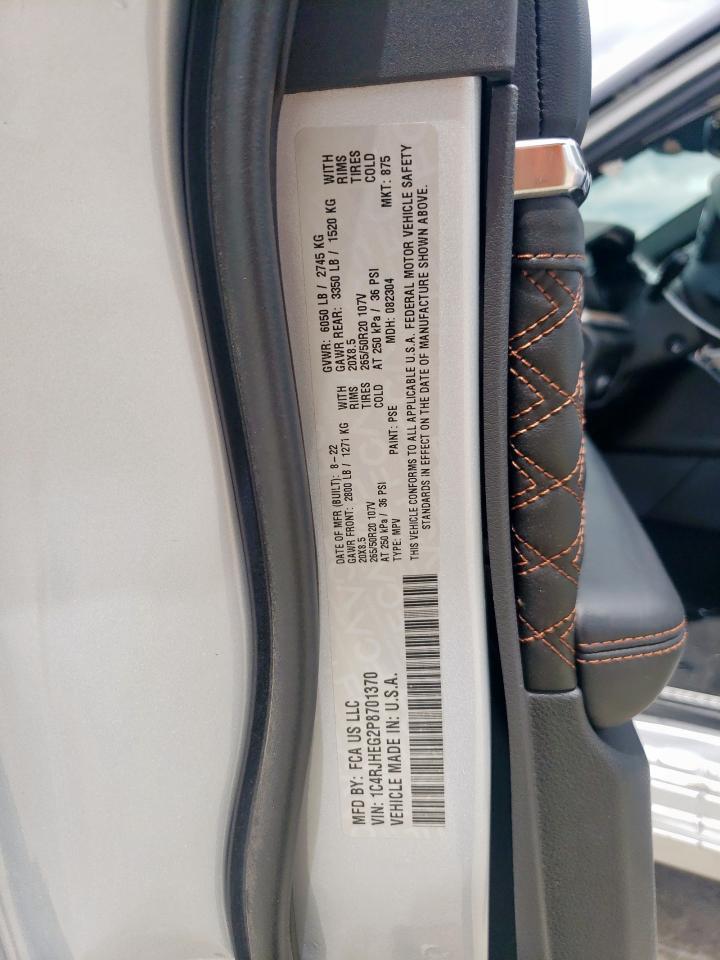 MFD BY: FCA US LLC
VIN: 1C4RJHEG2P8701370
VEHICLE MADE IN: U.S.A.
DATE OF MFR (BUILT): 8-22
GAWR FRONT: 2800 LB / 1271 KG WITH
20X8.5 RIMS
265/50R20 107V TIRES
AT 250 kPa / 36 PSI COLD
TYPE: MPV PAINT: PSE
GVWR: 6050 LB / 2745 KG
GAWR REAR: 3350 LB / 1520 KG WITH
20X8.5 RIMS
265/50R20 107V TIRES
AT 250 kPa / 36 PSI COLD
MDH: 082304 MKT: 875
THIS VEHICLE CONFORMS TO ALL APPLICABLE U.S.A. FEDERAL MOTOR VEHICLE SAFETY
STANDARDS IN EFFECT ON THE DATE OF MANUFACTURE SHOWN ABOVE.